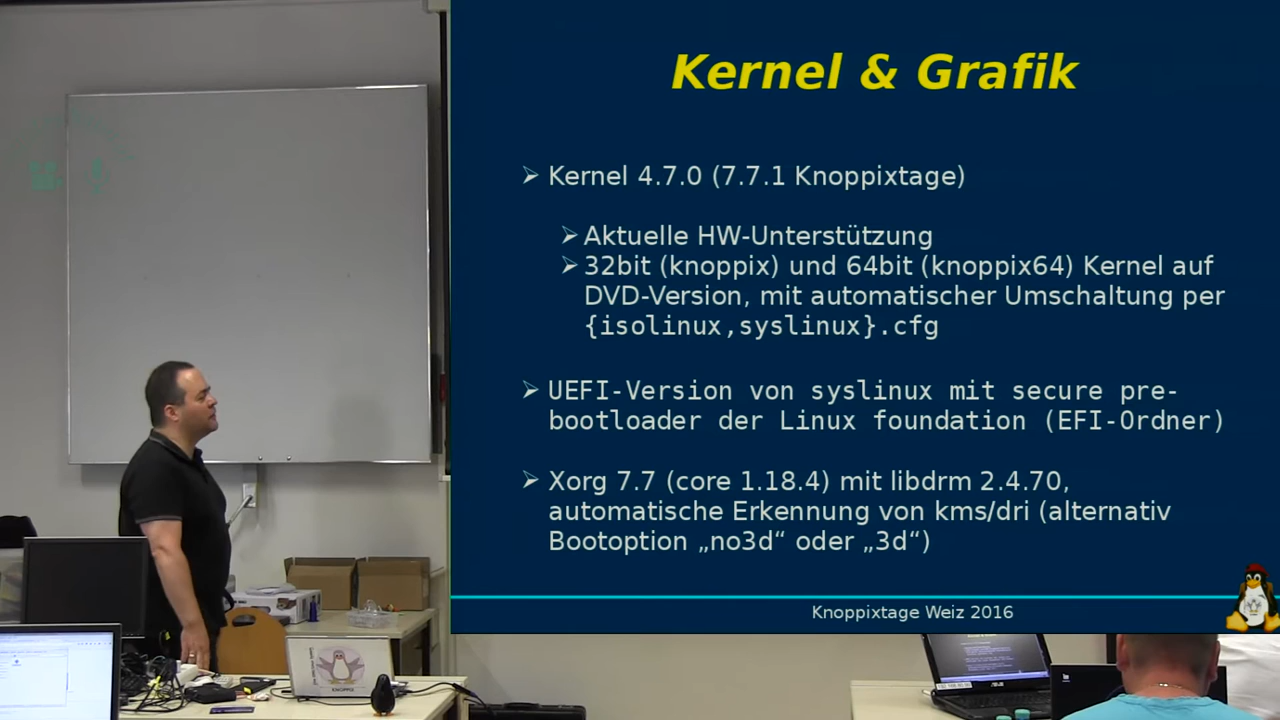 Kernel & Grafik
Kernel 4.7.0 (7.7.1 Knoppixtage)
Aktuelle HW-Unterstützung
32bit (knoppix) und 64bit (knoppix64) Kernel auf
DVD-Version, mit automatischer Umschaltung per
{isolinux,syslinux}.cfg
UEFI-Version von syslinux mit secure pre-
bootloader der Linux foundation (EFI-Ordner)
Xorg 7.7 (core 1.18.4) mit libdrm 2.4.70,
automatische Erkennung von kms/dri (alternativ
Bootoption „no3d“ oder „3d“)
Knoppixtage Weiz 2016
KNOPPIX